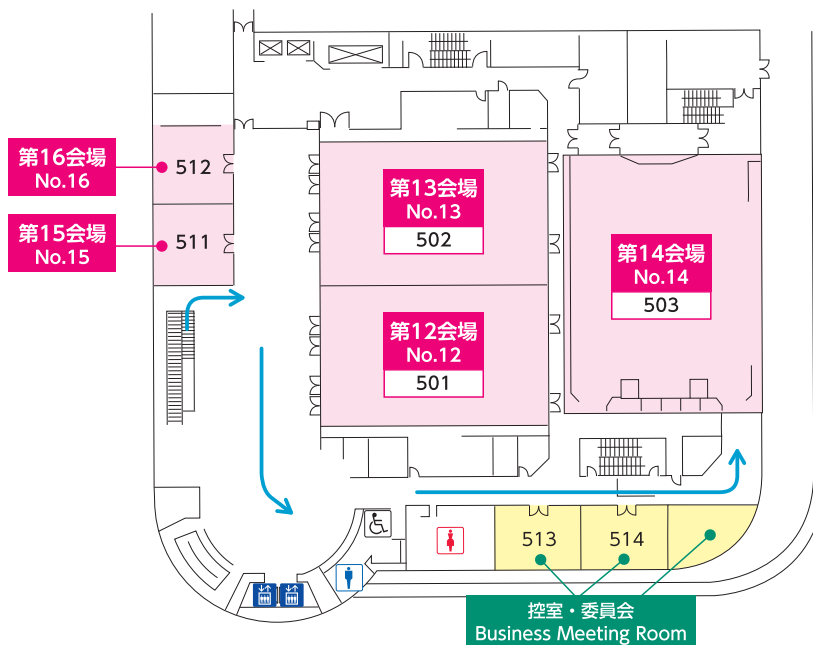 第16会場
No.16
512
第15会場
No.15
511
第13会場
No.13
502
第14会場
No.14
503
第12会場
No.12
501
513
514
控室・委員会
Business Meeting Room